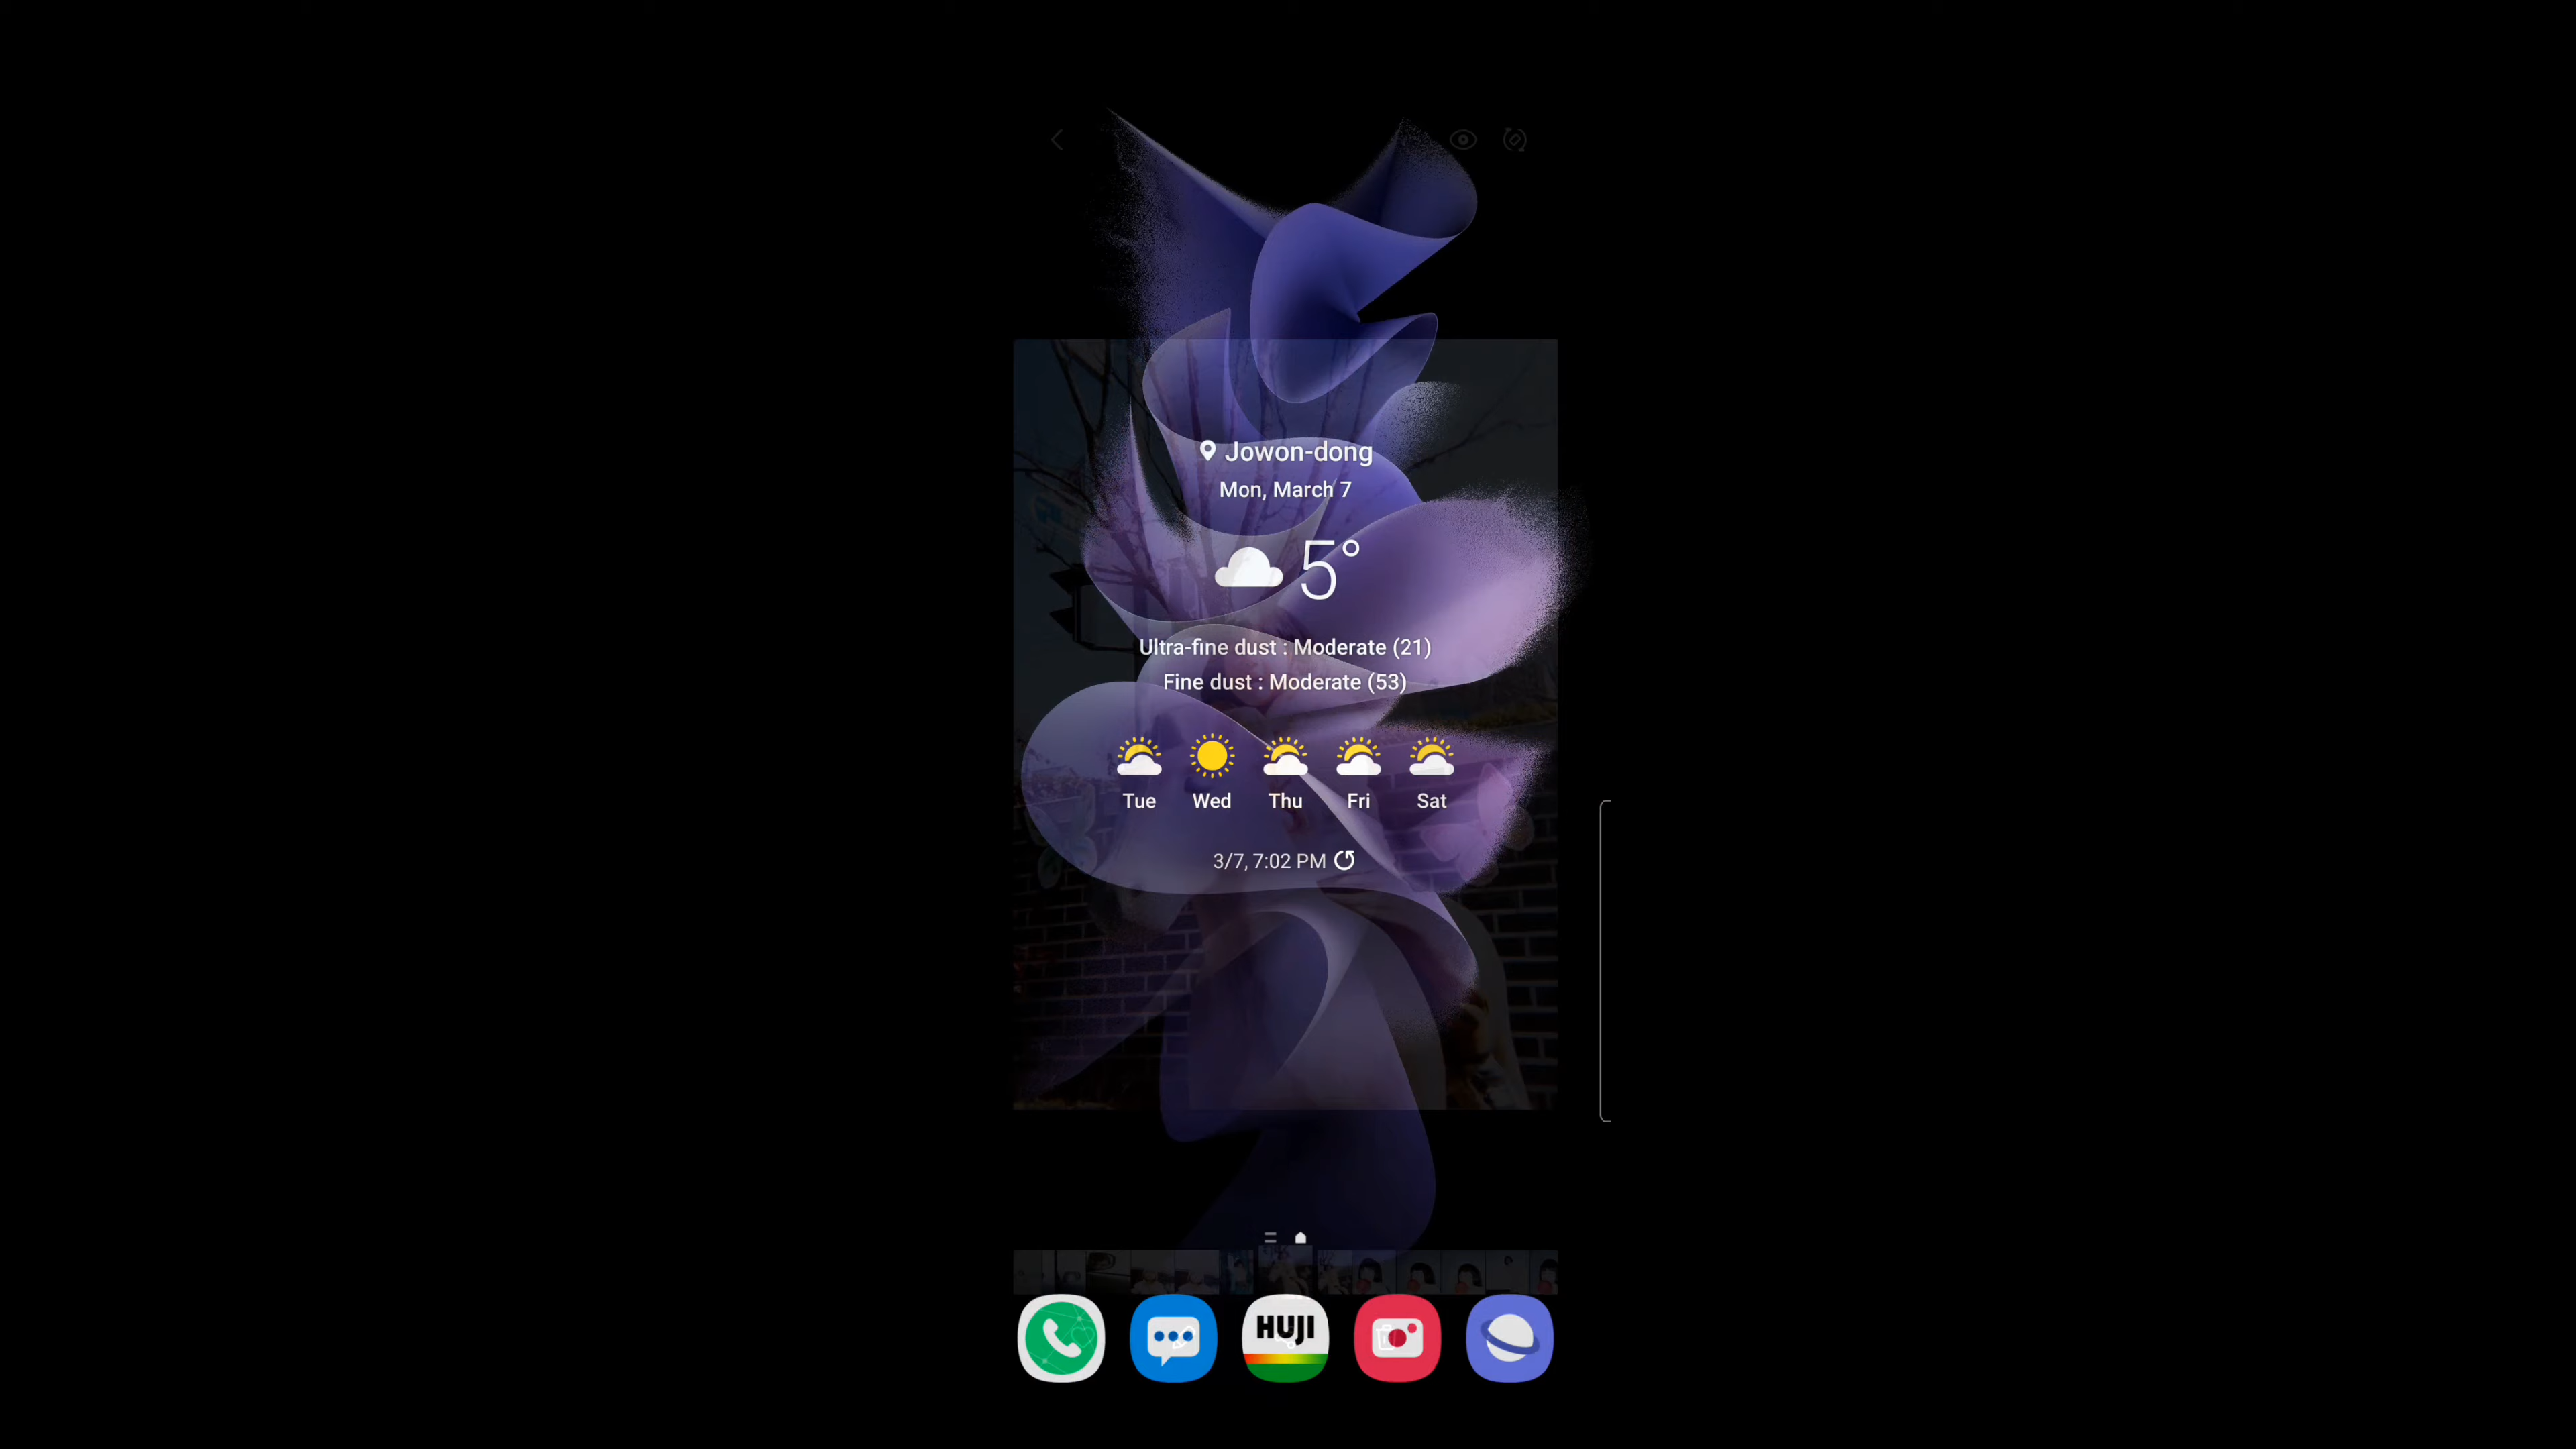 Jowon-dong
Mon, March 7
5°
Ultra-fine dust : Moderate (21)
Fine dust : Moderate (53)
Tue Wed Thu Fri Sat
3/7, 7:02 PM
HUJI